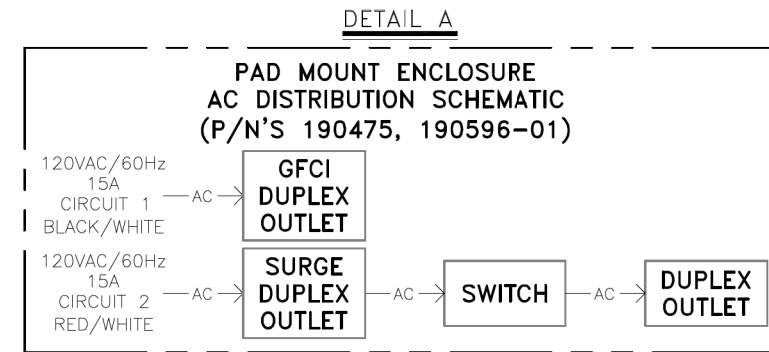 DETAIL A
PAD MOUNT ENCLOSURE
AC DISTRIBUTION SCHEMATIC
(P/N'S 190475, 190596-01)
120VAC/60Hz
15A
CIRCUIT 1
BLACK/WHITE
AC
GFCI
DUPLEX
OUTLET
120VAC/60Hz
15A
CIRCUIT 2
RED/WHITE
AC
SURGE
DUPLEX
OUTLET
AC
SWITCH
AC
DUPLEX
OUTLET